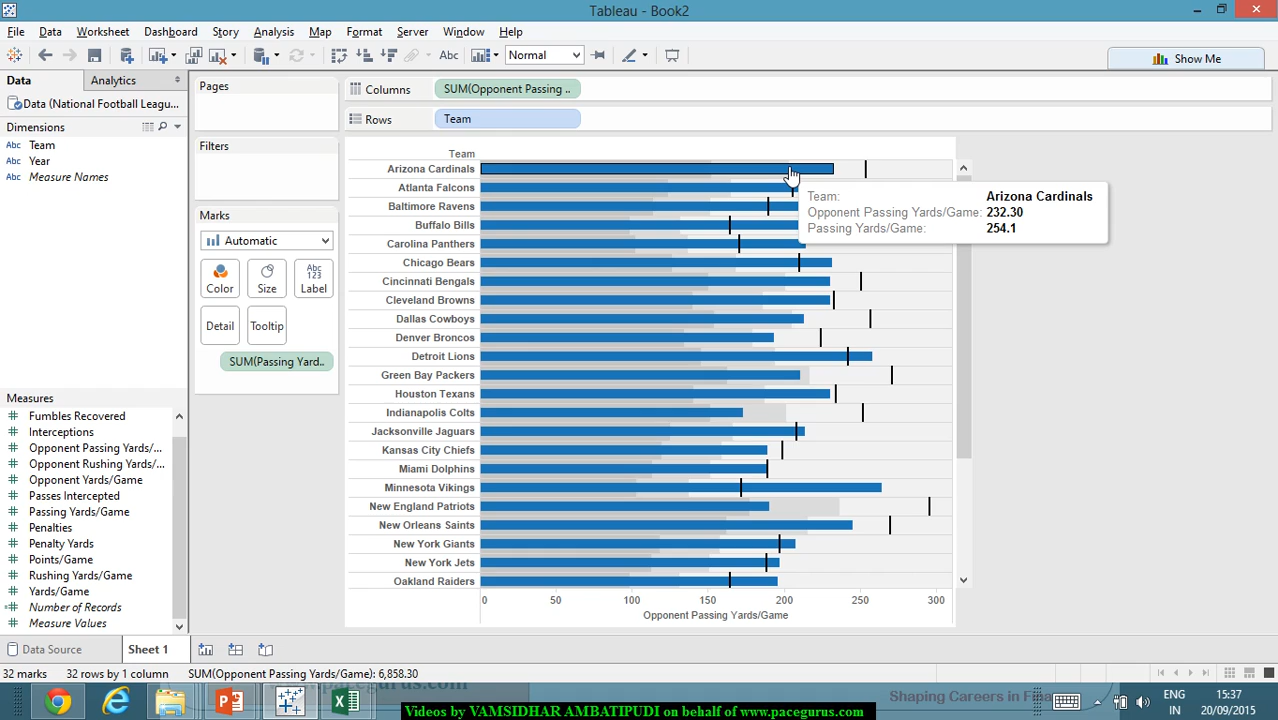 Tableau - Book2
File Data Worksheet Dashboard Story Analysis Map Format Server Window Help
Abc Normal Show Me
Data Analytics
Data (National Football Leagu...
Dimensions
Abc Team
Abc Year
Abc Measure Names
Measures
Fumbles Recovered
Interceptions
Opponent Passing Yards/...
Opponent Rushing Yards/...
Opponent Yards/Game
Passes Intercepted
Passing Yards/Game
Penalties
Penalty Yards
Points/Game
Rushing Yards/Game
Yards/Game
Number of Records
Measure Values
Pages
Filters
Marks
Automatic
Color Size Abc 123 Label
Detail Tooltip
SUM(Passing Yard..
Columns SUM(Opponent Passing ..
Rows Team
Team
Arizona Cardinals
Atlanta Falcons
Baltimore Ravens
Buffalo Bills
Carolina Panthers
Chicago Bears
Cincinnati Bengals
Cleveland Browns
Dallas Cowboys
Denver Broncos
Detroit Lions
Green Bay Packers
Houston Texans
Indianapolis Colts
Jacksonville Jaguars
Kansas City Chiefs
Miami Dolphins
Minnesota Vikings
New England Patriots
New Orleans Saints
New York Giants
New York Jets
Oakland Raiders
Team: Arizona Cardinals
Opponent Passing Yards/Game: 232.30
Passing Yards/Game: 254.1
0 50 100 150 200 250 300
Opponent Passing Yards/Game
Data Source Sheet 1
32 marks 32 rows by 1 column SUM(Opponent Passing Yards/Game): 6,858.30
Shaping Careers in
ENG 15:37
IN 20/09/2015
Videos by VAMSIDHAR AMBATIPUDI on behalf of www.pacegurus.com